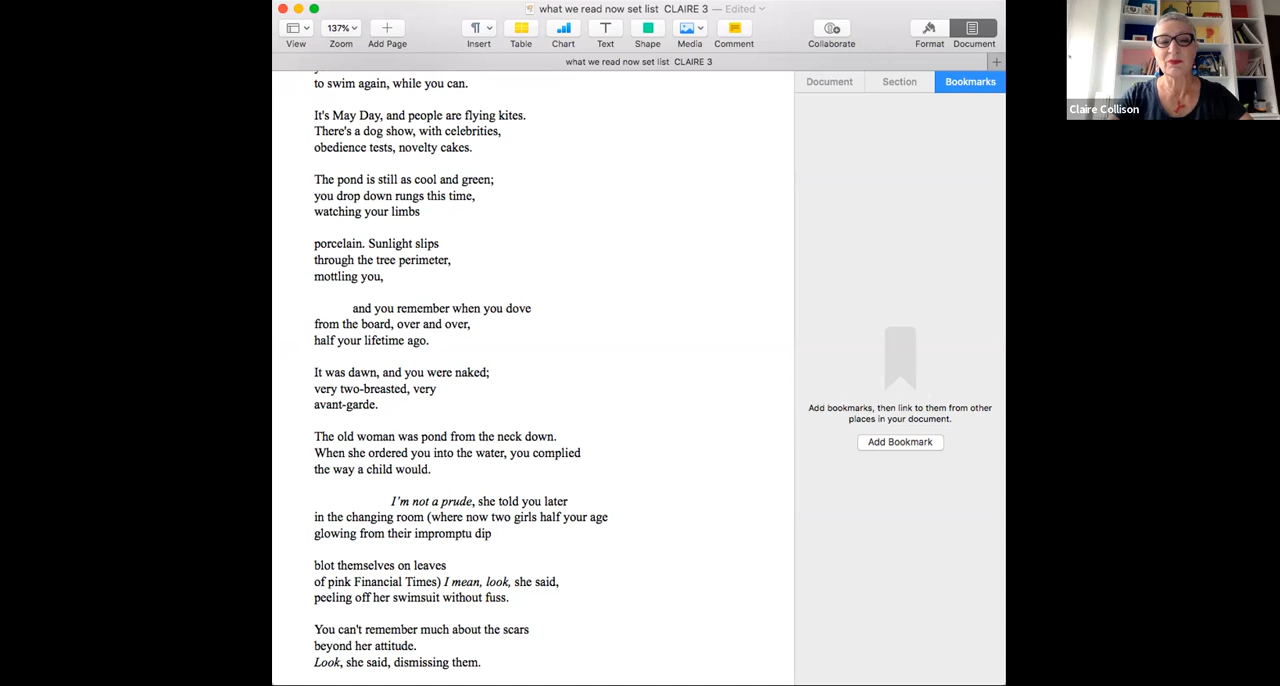 what we read now set list CLAIRE 3 — Edited
137%
View
Zoom
Add Page
Insert
Table
Chart
Text
Shape
Media
Comment
Collaborate
Format
Document
what we read now set list CLAIRE 3
to swim again, while you can.
It's May Day, and people are flying kites.
There's a dog show, with celebrities,
obedience tests, novelty cakes.
The pond is still as cool and green;
you drop down rungs this time,
watching your limbs
porcelain. Sunlight slips
through the tree perimeter,
mottling you,
and you remember when you dove
from the board, over and over,
half your lifetime ago.
It was dawn, and you were naked;
very two-breasted, very
avant-garde.
The old woman was pond from the neck down.
When she ordered you into the water, you complied
the way a child would.
I'm not a prude, she told you later
in the changing room (where now two girls half your age
glowing from their impromptu dip
blot themselves on leaves
of pink Financial Times) I mean, look, she said,
peeling off her swimsuit without fuss.
You can't remember much about the scars
beyond her attitude.
Look, she said, dismissing them.
Document
Section
Bookmarks
Add bookmarks, then link to them from other
places in your document.
Add Bookmark
Claire Collison